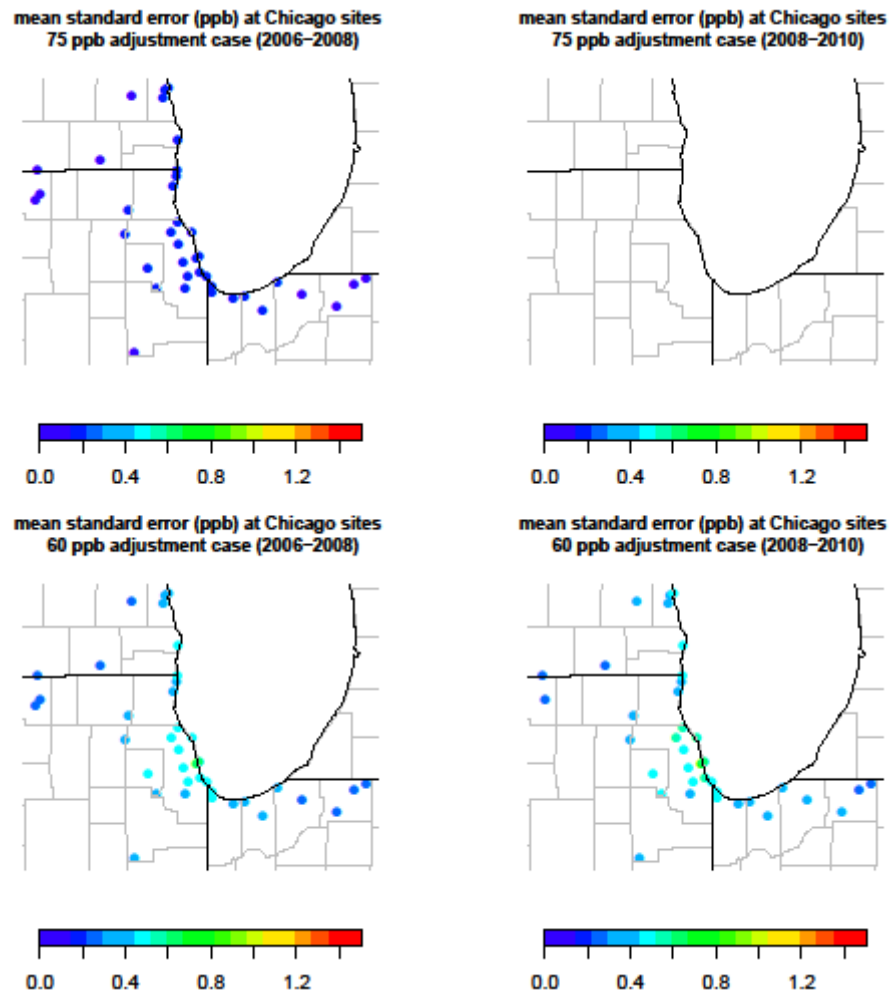 mean standard error (ppb) at Chicago sites
75 ppb adjustment case (2006−2008)
mean standard error (ppb) at Chicago sites
75 ppb adjustment case (2008−2010)
0.0 0.4 0.8 1.2
0.0 0.4 0.8 1.2
mean standard error (ppb) at Chicago sites
60 ppb adjustment case (2006−2008)
mean standard error (ppb) at Chicago sites
60 ppb adjustment case (2008−2010)
0.0 0.4 0.8 1.2
0.0 0.4 0.8 1.2